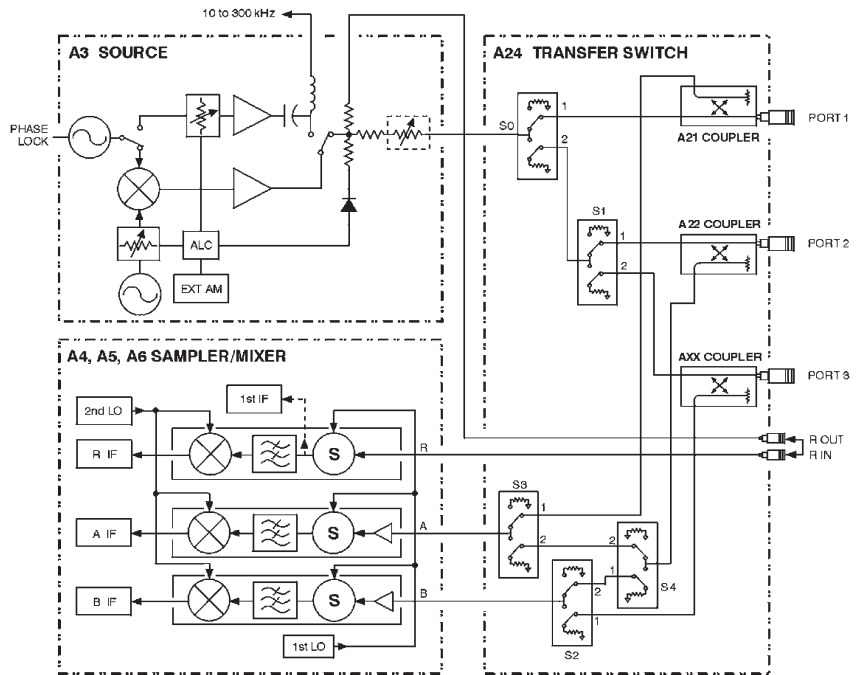 10 to 300 kHz
A3 SOURCE
A24 TRANSFER SWITCH
PHASE
LOCK
ALC
EXT AM
S0
1
2
A21 COUPLER
PORT 1
S1
1
2
A22 COUPLER
PORT 2
AXX COUPLER
PORT 3
R OUT
R IN
A4, A5, A6 SAMPLER/MIXER
2nd LO
1st IF
R IF
S
R
A IF
S
A
B IF
S
B
1st LO
S3
1
2
2
1
S4
2
1
S2